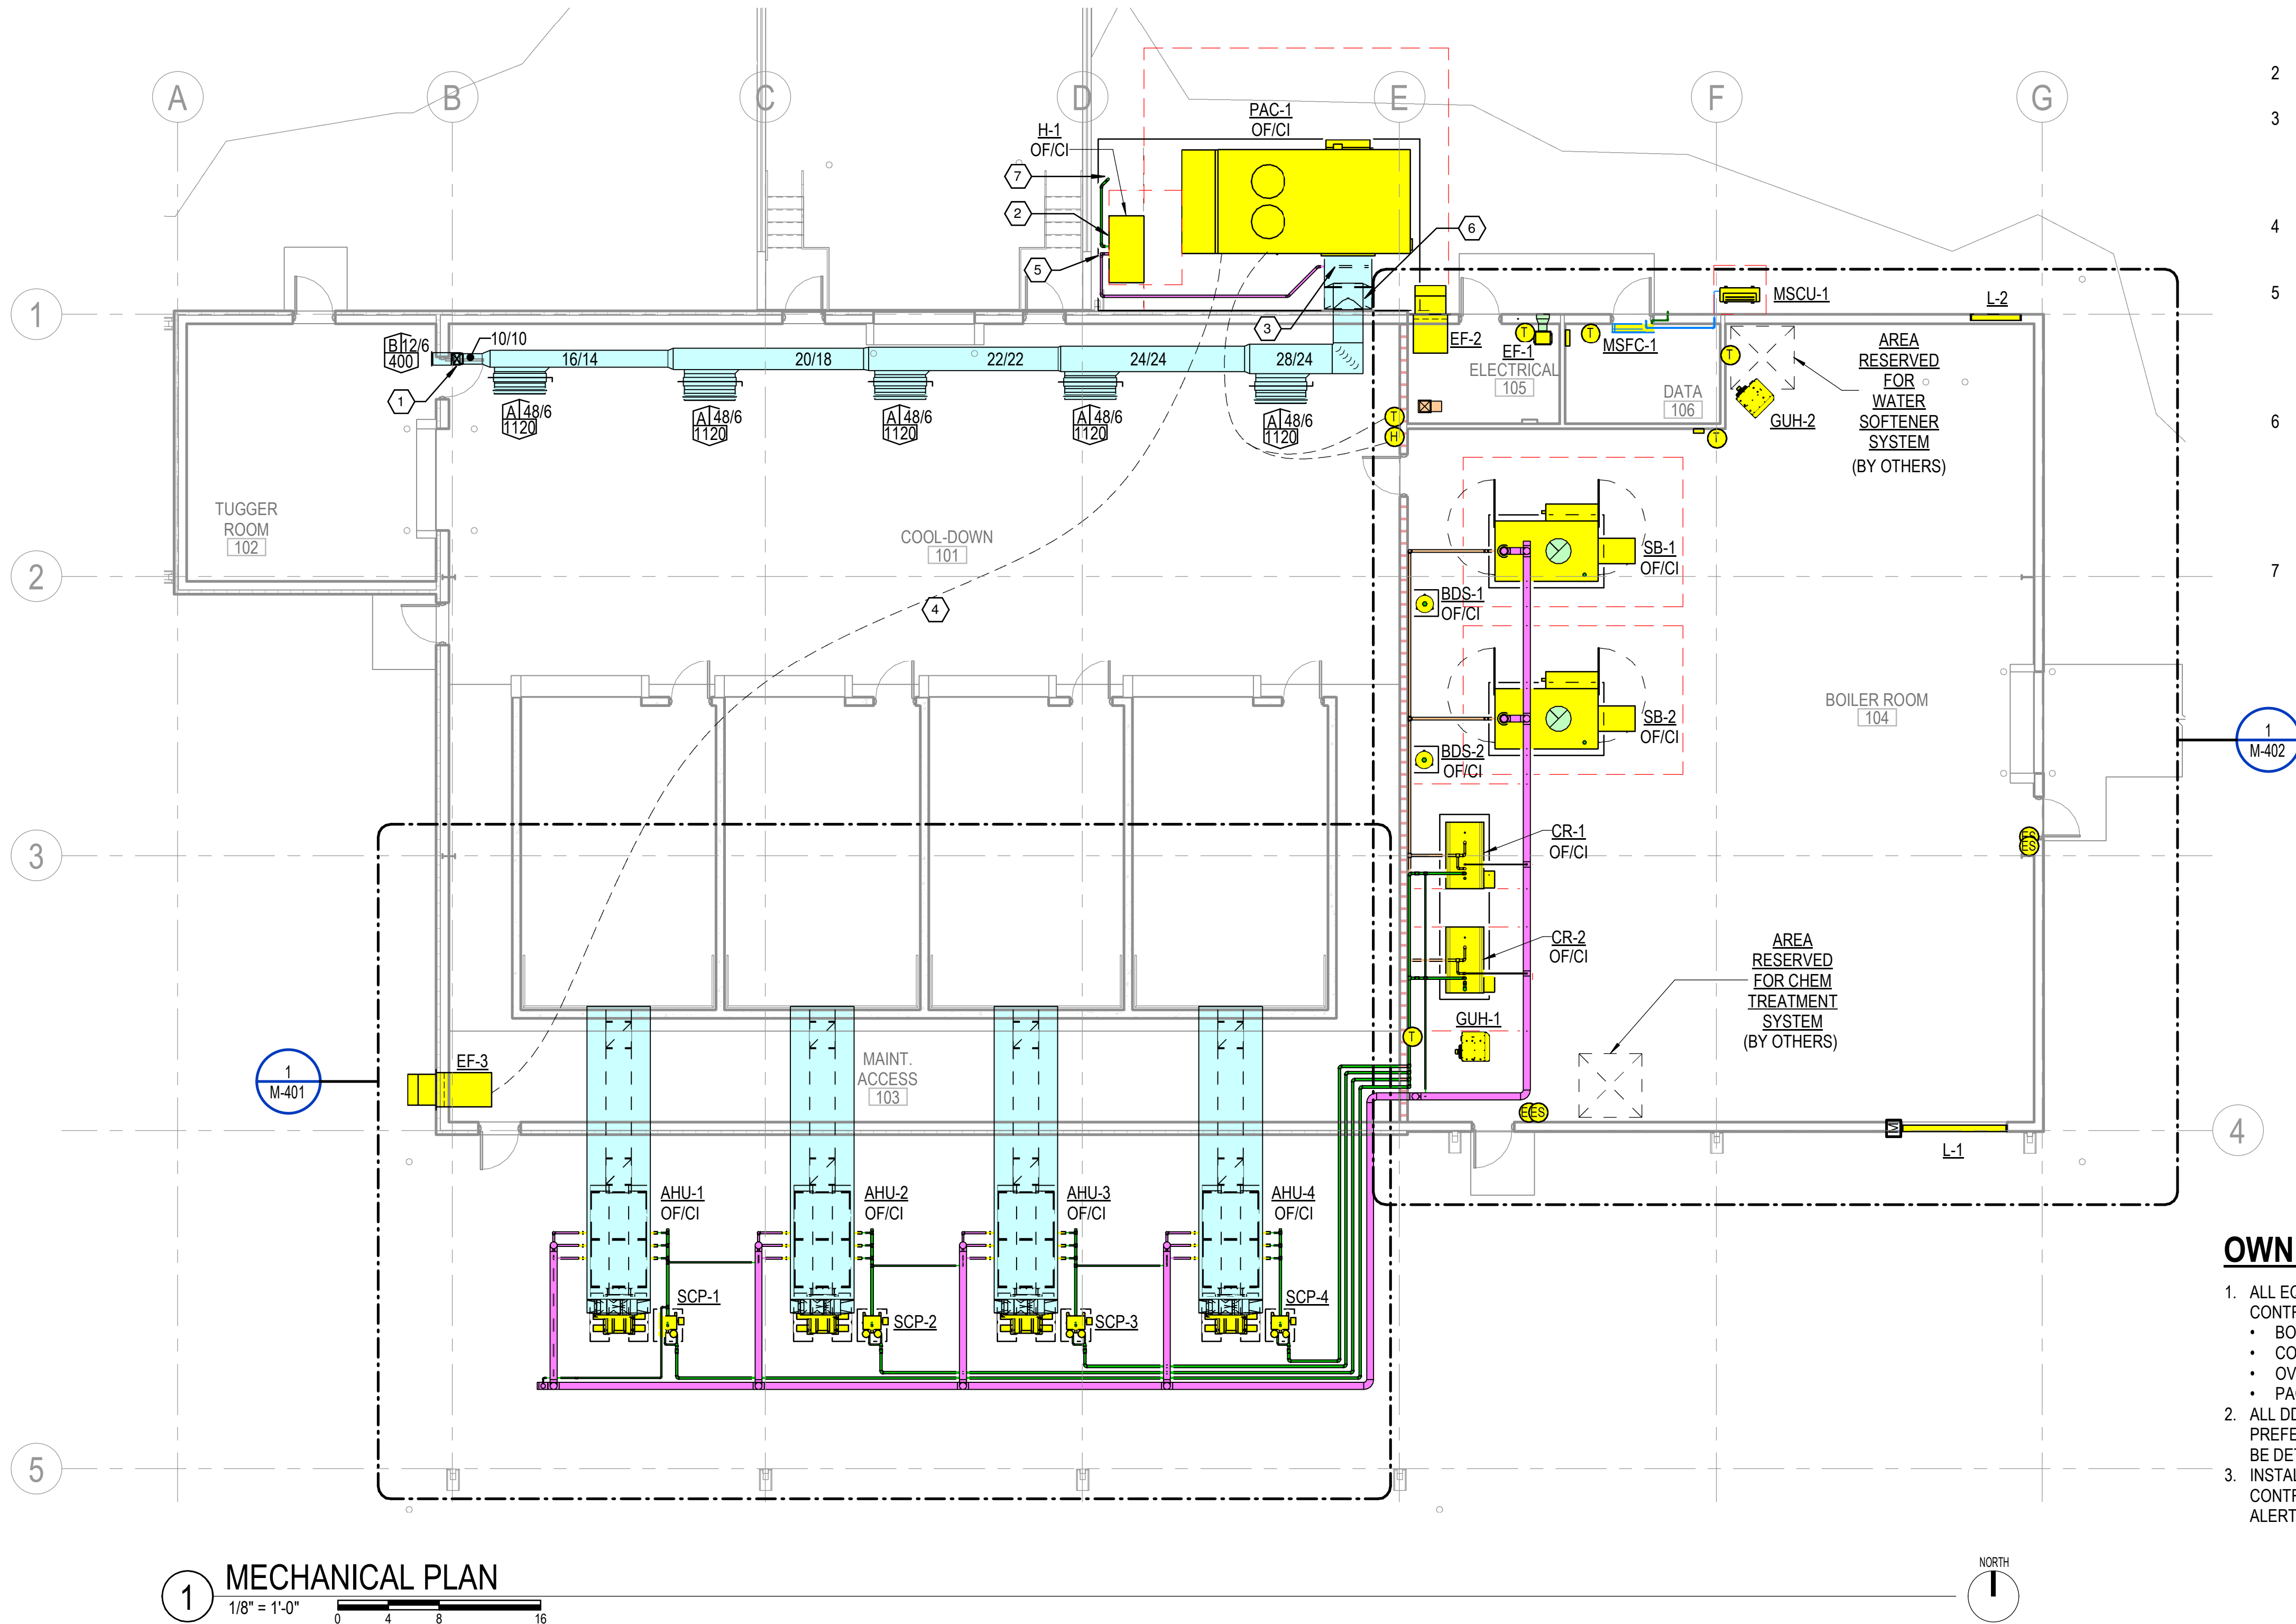 2
3
4
5
6
7
A
B
C
D
E
F
G
1
2
3
5
4
H-1
OF/CI
PAC-1
OF/CI
7
2
5
6
3
1
4
B 12/6
400
10/10
16/14
20/18
22/22
24/24
28/24
A 48/6
1120
A 48/6
1120
A 48/6
1120
A 48/6
1120
A 48/6
1120
EF-2
T
EF-1
ELECTRICAL
105
T
MSFC-1
MSCU-1
L-2
DATA
106
T
GUH-2
T
T
H
AREA
RESERVED
FOR
WATER
SOFTENER
SYSTEM
(BY OTHERS)
TUGGER
ROOM
102
COOL-DOWN
101
SB-1
OF/CI
BDS-1
OF/CI
SB-2
OF/CI
BDS-2
OF/CI
BOILER ROOM
104
1
M-402
CR-1
OF/CI
CR-2
OF/CI
ES
ES
AREA
RESERVED
FOR CHEM
TREATMENT
SYSTEM
(BY OTHERS)
T
GUH-1
EF-3
1
M-401
MAINT.
ACCESS
103
ES
M
L-1
AHU-1
OF/CI
AHU-2
OF/CI
AHU-3
OF/CI
AHU-4
OF/CI
SCP-1
SCP-2
SCP-3
SCP-4
OWN
1. ALL EQ
CONTR
• BO
• CO
• OV
• PA
2. ALL DD
PREFE
BE DET
3. INSTAL
CONTR
ALERT
1
MECHANICAL PLAN
1/8" = 1'-0"
0 4 8 16
NORTH